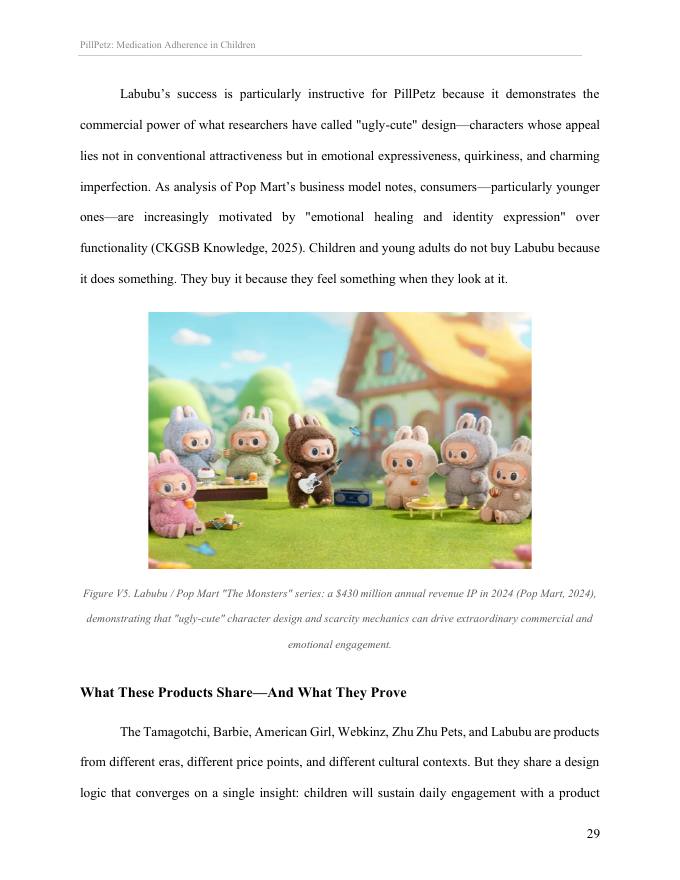 PillPetz: Medication Adherence in Children
Labubu’s success is particularly instructive for PillPetz because it demonstrates the
commercial power of what researchers have called "ugly-cute" design—characters whose appeal
lies not in conventional attractiveness but in emotional expressiveness, quirkiness, and charming
imperfection. As analysis of Pop Mart’s business model notes, consumers—particularly younger
ones—are increasingly motivated by "emotional healing and identity expression" over
functionality (CKGSB Knowledge, 2025). Children and young adults do not buy Labubu because
it does something. They buy it because they feel something when they look at it.
Figure V5. Labubu / Pop Mart "The Monsters" series: a $430 million annual revenue IP in 2024 (Pop Mart, 2024),
demonstrating that "ugly-cute" character design and scarcity mechanics can drive extraordinary commercial and
emotional engagement.
What These Products Share—And What They Prove
The Tamagotchi, Barbie, American Girl, Webkinz, Zhu Zhu Pets, and Labubu are products
from different eras, different price points, and different cultural contexts. But they share a design
logic that converges on a single insight: children will sustain daily engagement with a product
29